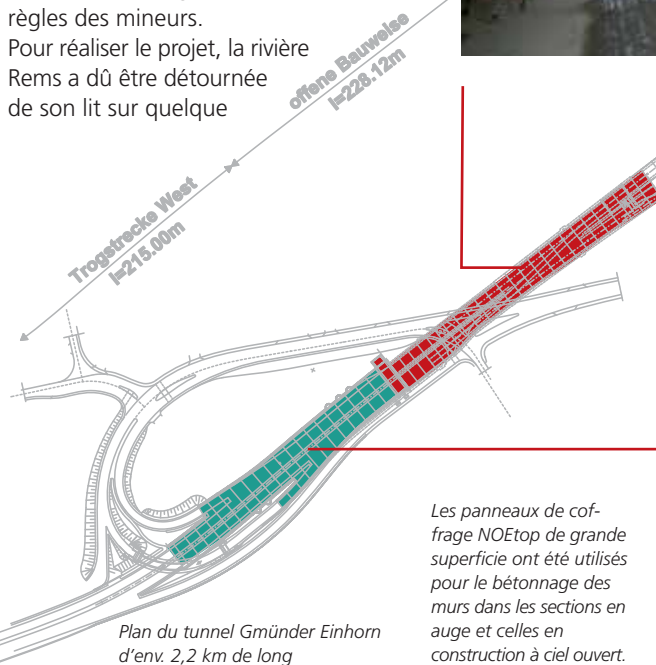 règles des mineurs.
Pour réaliser le projet, la rivière
Rems a dû être détournée
de son lit sur quelque
offene Bauweise
l=228.12m
Trogstrecke West
l=215.00m
Les panneaux de cof-
frage NOEtop de grande
superficie ont été utilisés
pour le bétonnage des
murs dans les sections en
auge et celles en
construction à ciel ouvert.
Plan du tunnel Gmünder Einhorn
d'env. 2,2 km de long